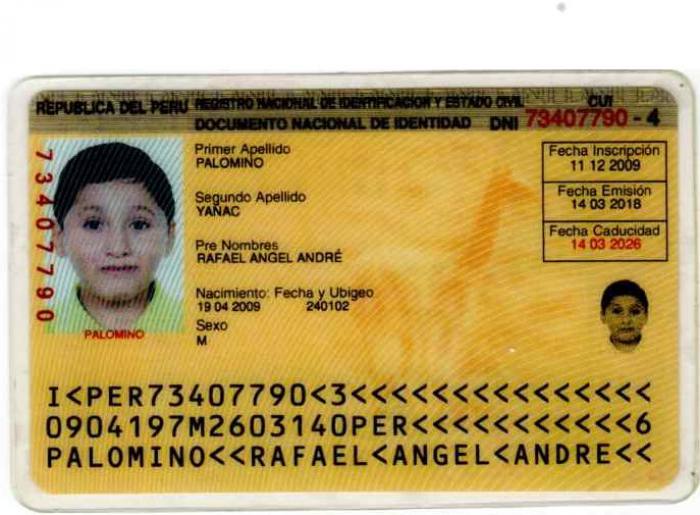 REPUBLICA DEL PERU REGISTRO NACIONAL DE IDENTIFICACION Y ESTADO CIVIL CUI
DOCUMENTO NACIONAL DE IDENTIDAD DNI 73407790 - 4
73407790
Primer Apellido
PALOMINO
Segundo Apellido
YAÑAC
Pre Nombres
RAFAEL ANGEL ANDRÉ
Nacimiento: Fecha y Ubigeo
19 04 2009 240102
Sexo
M
Fecha Inscripción
11 12 2009
Fecha Emisión
14 03 2018
Fecha Caducidad
14 03 2026
PALOMINO
I<PER73407790<3<<<<<<<<<<<<<<<
0904197M2603140PER<<<<<<<<<<<6
PALOMINO<<RAFAEL<ANGEL<ANDRE<<